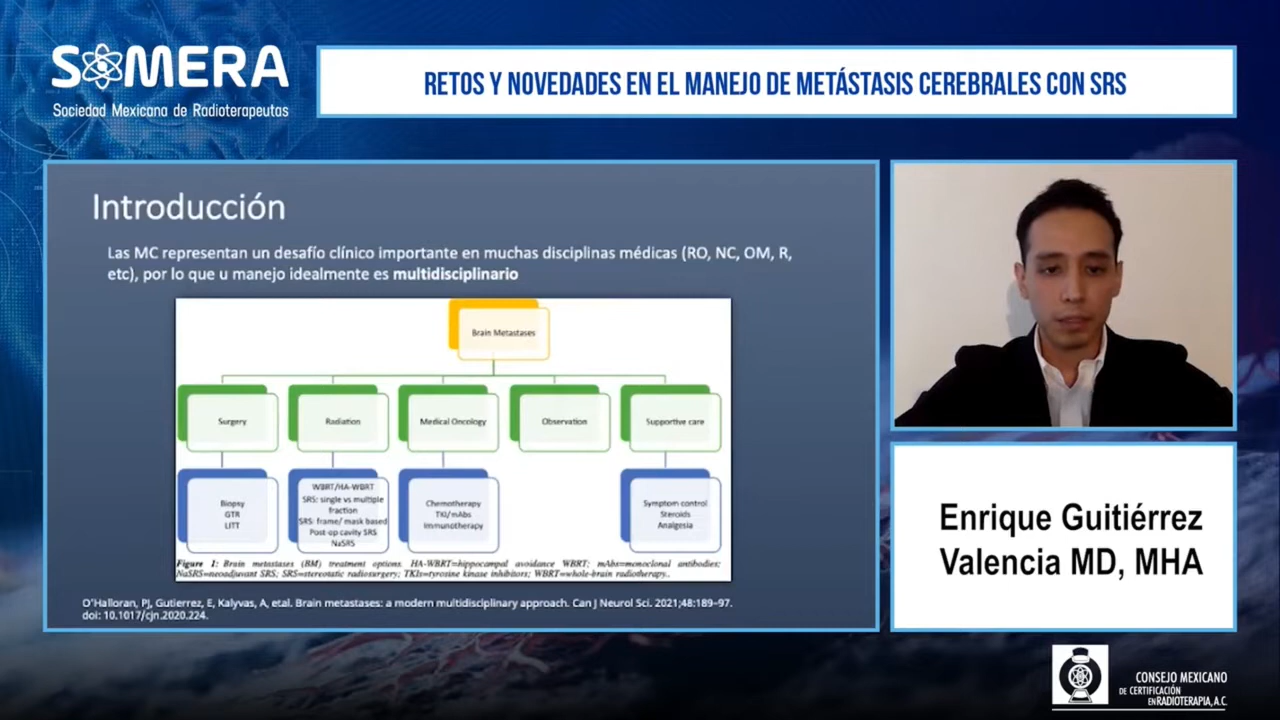 SOMERA
Sociedad Mexicana de Radioterapeutas
RETOS Y NOVEDADES EN EL MANEJO DE METÁSTASIS CEREBRALES CON SRS
Introducción
Las MC representan un desafío clínico importante en muchas disciplinas médicas (RO, NC, OM, R,
etc), por lo que u manejo idealmente es multidisciplinario
Brain Metastases
Surgery
Radiation
Medical Oncology
Observation
Supportive care
Biopsy
GTR
LITT
WBRT/HA-WBRT
SRS: single vs multiple
fraction
SRS: frame/ mask based
Post-op cavity SRS
NaSRS
Chemotherapy
TKI/mAbs
Immunotherapy
Symptom control
Steroids
Analgesia
Figure 1: Brain metastases (BM) treatment options. HA-WBRT=hippocampal avoidance WBRT; mAbs=monoclonal antibodies;
NaSRS=neoadjuvant SRS; SRS=stereotatic radiosurgery; TKIs=tyrosine kinase inhibitors; WBRT=whole-brain radiotherapy..
O'Halloran, PJ, Gutierrez, E, Kalyvas, A, etal. Brain metastases: a modern multidisciplinary approach. Can J Neurol Sci. 2021;48:189–97.
doi: 10.1017/cjn.2020.224.
Enrique Guitiérrez
Valencia MD, MHA
CONSEJO MEXICANO
DE CERTIFICACIÓN
EN RADIOTERAPIA, A.C.